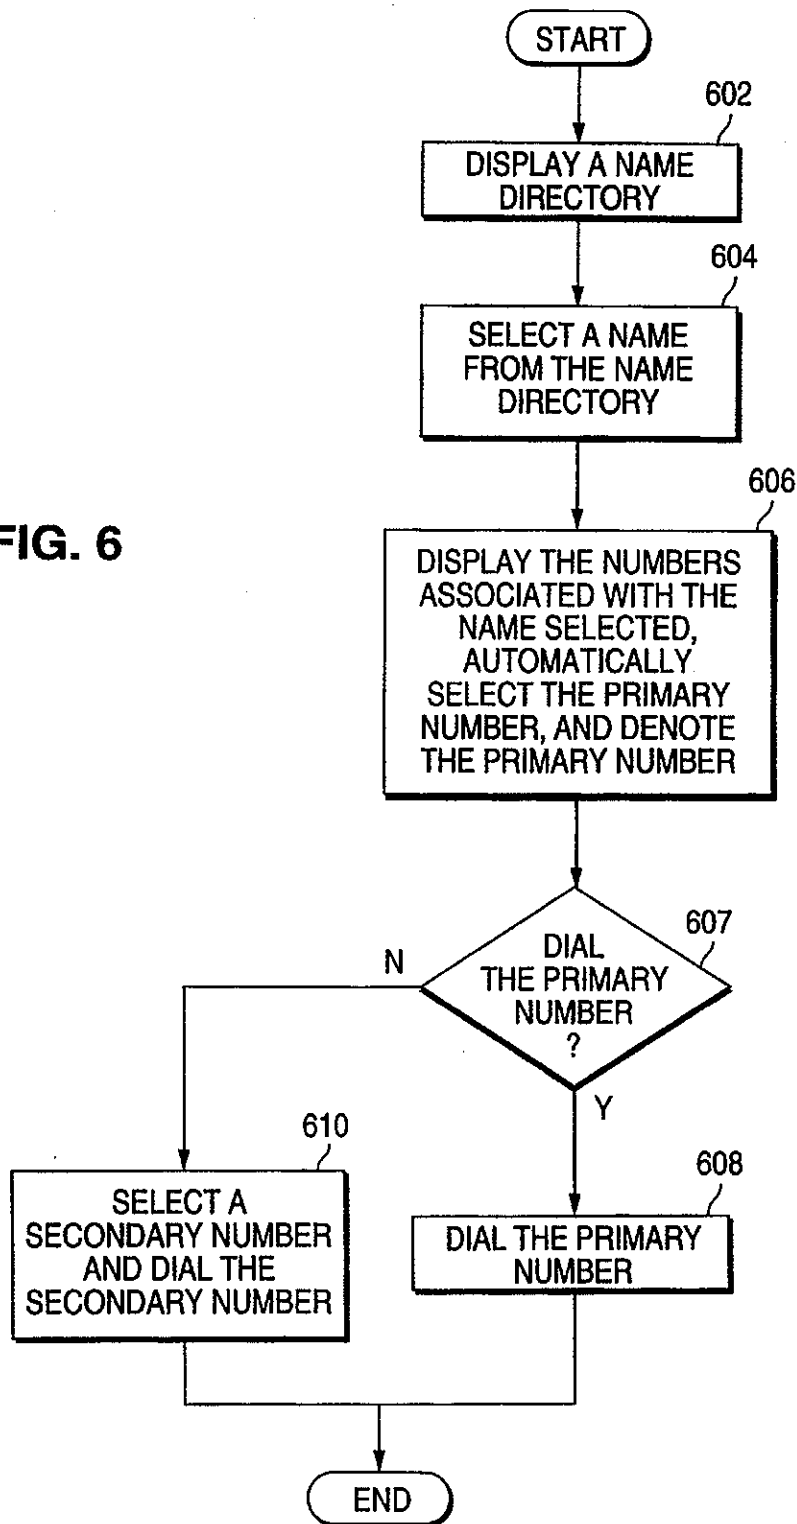 START
602
DISPLAY A NAME
DIRECTORY
604
SELECT A NAME
FROM THE NAME
DIRECTORY
606
FIG. 6
DISPLAY THE NUMBERS
ASSOCIATED WITH THE
NAME SELECTED,
AUTOMATICALLY
SELECT THE PRIMARY
NUMBER, AND DENOTE
THE PRIMARY NUMBER
607
DIAL
THE PRIMARY
NUMBER
?
N
Y
610
SELECT A
SECONDARY NUMBER
AND DIAL THE
SECONDARY NUMBER
608
DIAL THE PRIMARY
NUMBER
END